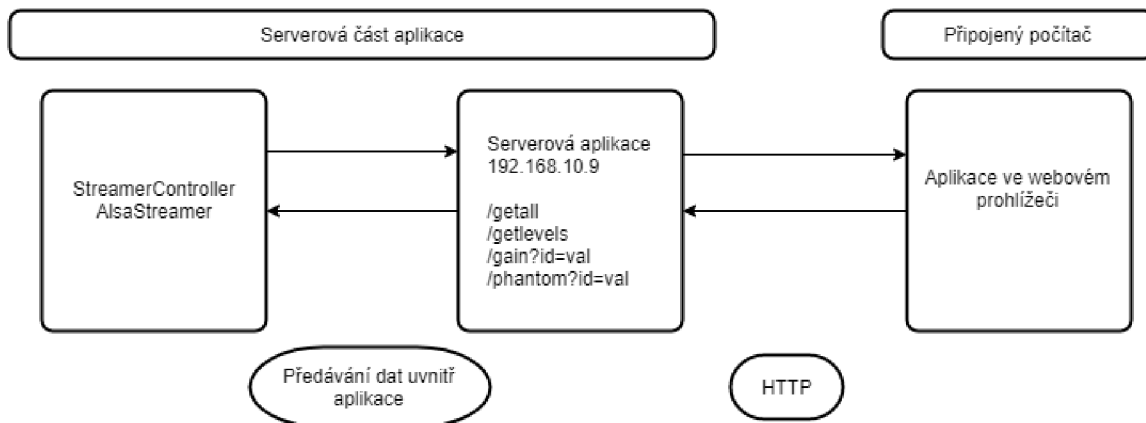 Serverová část aplikace
Připojený počítač
StreamerController
AlsaStreamer
Serverová aplikace
192.168.10.9
/getall
/getlevels
/gain?id=val
/phantom?id=val
Aplikace ve webovém
prohlížeči
Předávání dat uvnitř
aplikace
HTTP